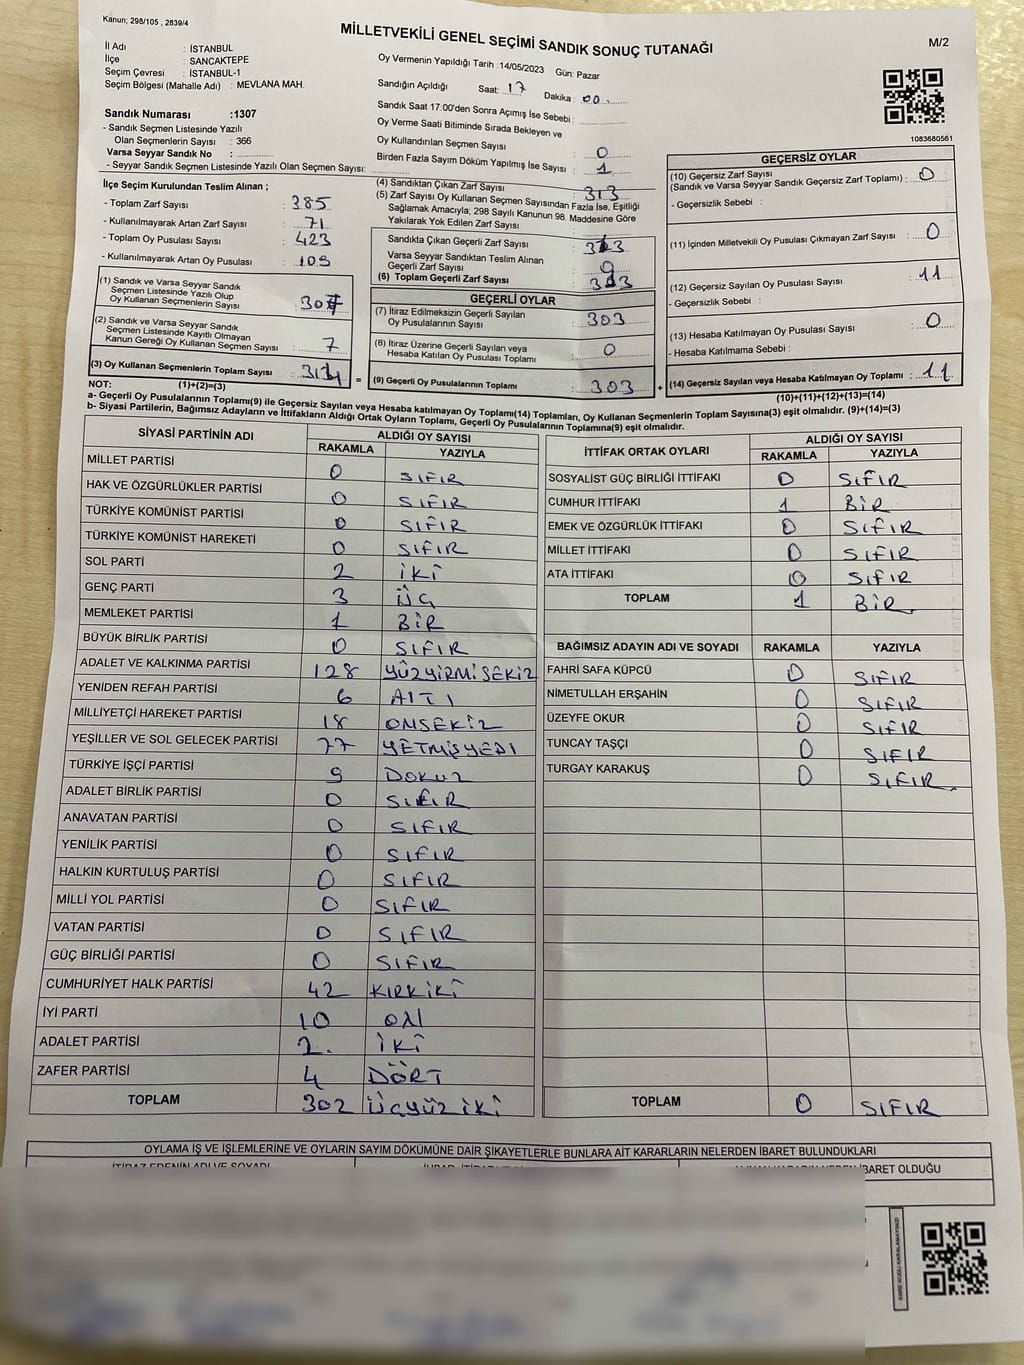 Kanun; 298/105 , 2839/4
MİLLETVEKİLİ GENEL SEÇİMİ SANDIK SONUÇ TUTANAĞI
M/2
İl Adı : İSTANBUL
İlçe : SANCAKTEPE
Seçim Çevresi : İSTANBUL-1
Seçim Bölgesi (Mahalle Adı) : MEVLANA MAH.
Oy Vermenin Yapıldığı Tarih :14/05/2023 Gün: Pazar
Sandığın Açıldığı Saat: 17 Dakika : 00
Sandık Saat 17:00'den Sonra Açımış İse Sebebi :
Oy Verme Saati Bitiminde Sırada Bekleyen ve
Oy Kullandırılan Seçmen Sayısı : 0
Birden Fazla Sayım Döküm Yapılmış İse Sayısı : 1
1083680561
Sandık Numarası :1307
- Sandık Seçmen Listesinde Yazılı
Olan Seçmenlerin Sayısı : 366
Varsa Seyyar Sandık No :
- Seyyar Sandık Seçmen Listesinde Yazılı Olan Seçmen Sayısı:
İlçe Seçim Kurulundan Teslim Alınan ;
- Toplam Zarf Sayısı : 385
- Kullanılmayarak Artan Zarf Sayısı : 71
- Toplam Oy Pusulası Sayısı : 423
- Kullanılmayarak Artan Oy Pusulası : 109
(1) Sandık ve Varsa Seyyar Sandık
Seçmen Listesinde Yazılı Olup
Oy Kullanan Seçmenlerin Sayısı : 307
(2) Sandık ve Varsa Seyyar Sandık
Seçmen Listesinde Kayıtlı Olmayan
Kanun Gereği Oy Kullanan Seçmen Sayısı : 7
(3) Oy Kullanan Seçmenlerin Toplam Sayısı : 314
(4) Sandıktan Çıkan Zarf Sayısı : 313
(5) Zarf Sayısı Oy Kullanan Seçmen Sayısından Fazla İse, Eşitliği
Sağlamak Amacıyla; 298 Sayılı Kanunun 98. Maddesine Göre
Yakılarak Yok Edilen Zarf Sayısı :
Sandıkta Çıkan Geçerli Zarf Sayısı : 313
Varsa Seyyar Sandıktan Teslim Alınan
Geçerli Zarf Sayısı : 0
(6) Toplam Geçerli Zarf Sayısı : 313
GEÇERLİ OYLAR
(7) İtiraz Edilmeksizin Geçerli Sayılan
Oy Pusulalarının Sayısı : 303
(8) İtiraz Üzerine Geçerli Sayılan veya
Hesaba Katılan Oy Pusulası Toplamı : 0
= (9) Geçerli Oy Pusulalarının Toplamı : 303
GEÇERSİZ OYLAR
(10) Geçersiz Zarf Sayısı
(Sandık ve Varsa Seyyar Sandık Geçersiz Zarf Toplamı) : 0
- Geçersizlik Sebebi :
(11) İçinden Milletvekili Oy Pusulası Çıkmayan Zarf Sayısı : 0
(12) Geçersiz Sayılan Oy Pusulası Sayısı : 11
- Geçersizlik Sebebi :
(13) Hesaba Katılmayan Oy Pusulası Sayısı : 0
- Hesaba Katılmama Sebebi :
+ (14) Geçersiz Sayılan veya Hesaba Katılmayan Oy Toplamı : 11
NOT: (1)+(2)=(3)
(10)+(11)+(12)+(13)=(14)
a- Geçerli Oy Pusulalarının Toplamı(9) ile Geçersiz Sayılan veya Hesaba katılmayan Oy Toplamı(14) Toplamları, Oy Kullanan Seçmenlerin Toplam Sayısına(3) eşit olmalıdır. (9)+(14)=(3)
b- Siyasi Partilerin, Bağımsız Adayların ve İttifakların Aldığı Ortak Oyların Toplamı, Geçerli Oy Pusulalarının Toplamına(9) eşit olmalıdır.
SİYASİ PARTİNİN ADI ALDIĞI OY SAYISI
RAKAMLA YAZIYLA
MİLLET PARTİSİ 0 SIFIR
HAK VE ÖZGÜRLÜKLER PARTİSİ 0 SIFIR
TÜRKİYE KOMÜNİST PARTİSİ 0 SIFIR
TÜRKİYE KOMÜNİST HAREKETİ 0 SIFIR
SOL PARTİ 2 İKİ
GENÇ PARTİ 3 ÜÇ
MEMLEKET PARTİSİ 1 BİR
BÜYÜK BİRLİK PARTİSİ 0 SIFIR
ADALET VE KALKINMA PARTİSİ 128 YÜZYİRMİSEKİZ
YENİDEN REFAH PARTİSİ 6 ALTI
MİLLİYETÇİ HAREKET PARTİSİ 18 ONSEKİZ
YEŞİLLER VE SOL GELECEK PARTİSİ 77 YETMİŞYEDİ
TÜRKİYE İŞÇİ PARTİSİ 9 DOKUZ
ADALET BİRLİK PARTİSİ 0 SIFIR
ANAVATAN PARTİSİ 0 SIFIR
YENİLİK PARTİSİ 0 SIFIR
HALKIN KURTULUŞ PARTİSİ 0 SIFIR
MİLLİ YOL PARTİSİ 0 SIFIR
VATAN PARTİSİ 0 SIFIR
GÜÇ BİRLİĞİ PARTİSİ 0 SIFIR
CUMHURİYET HALK PARTİSİ 42 KIRKİKİ
İYİ PARTİ 10 ON
ADALET PARTİSİ 2. İKİ
ZAFER PARTİSİ 4 DÖRT
TOPLAM 302 ÜÇYÜZ İKİ
İTTİFAK ORTAK OYLARI ALDIĞI OY SAYISI
RAKAMLA YAZIYLA
SOSYALİST GÜÇ BİRLİĞİ İTTİFAKI 0 SIFIR
CUMHUR İTTİFAKI 1 BİR
EMEK VE ÖZGÜRLÜK İTTİFAKI 0 SIFIR
MİLLET İTTİFAKI 0 SIFIR
ATA İTTİFAKI 0 SIFIR
TOPLAM 1 BİR
BAĞIMSIZ ADAYIN ADI VE SOYADI RAKAMLA YAZIYLA
FAHRİ SAFA KÜPCÜ 0 SIFIR
NİMETULLAH ERŞAHİN 0 SIFIR
ÜZEYFE OKUR 0 SIFIR
TUNCAY TAŞÇI 0 SIFIR
TURGAY KARAKUŞ 0 SIFIR
TOPLAM 0 SIFIR
OYLAMA İŞ VE İŞLEMLERİNE VE OYLARIN SAYIM DÖKÜMÜNE DAİR ŞİKAYETLERLE BUNLARA AİT KARARLARIN NELERDEN İBARET BULUNDUKLARI
İTİRAZ EDENİN ADI VE SOYADI
İBARET OLDUĞU
KARE KODU KARALAMAYINIZ!